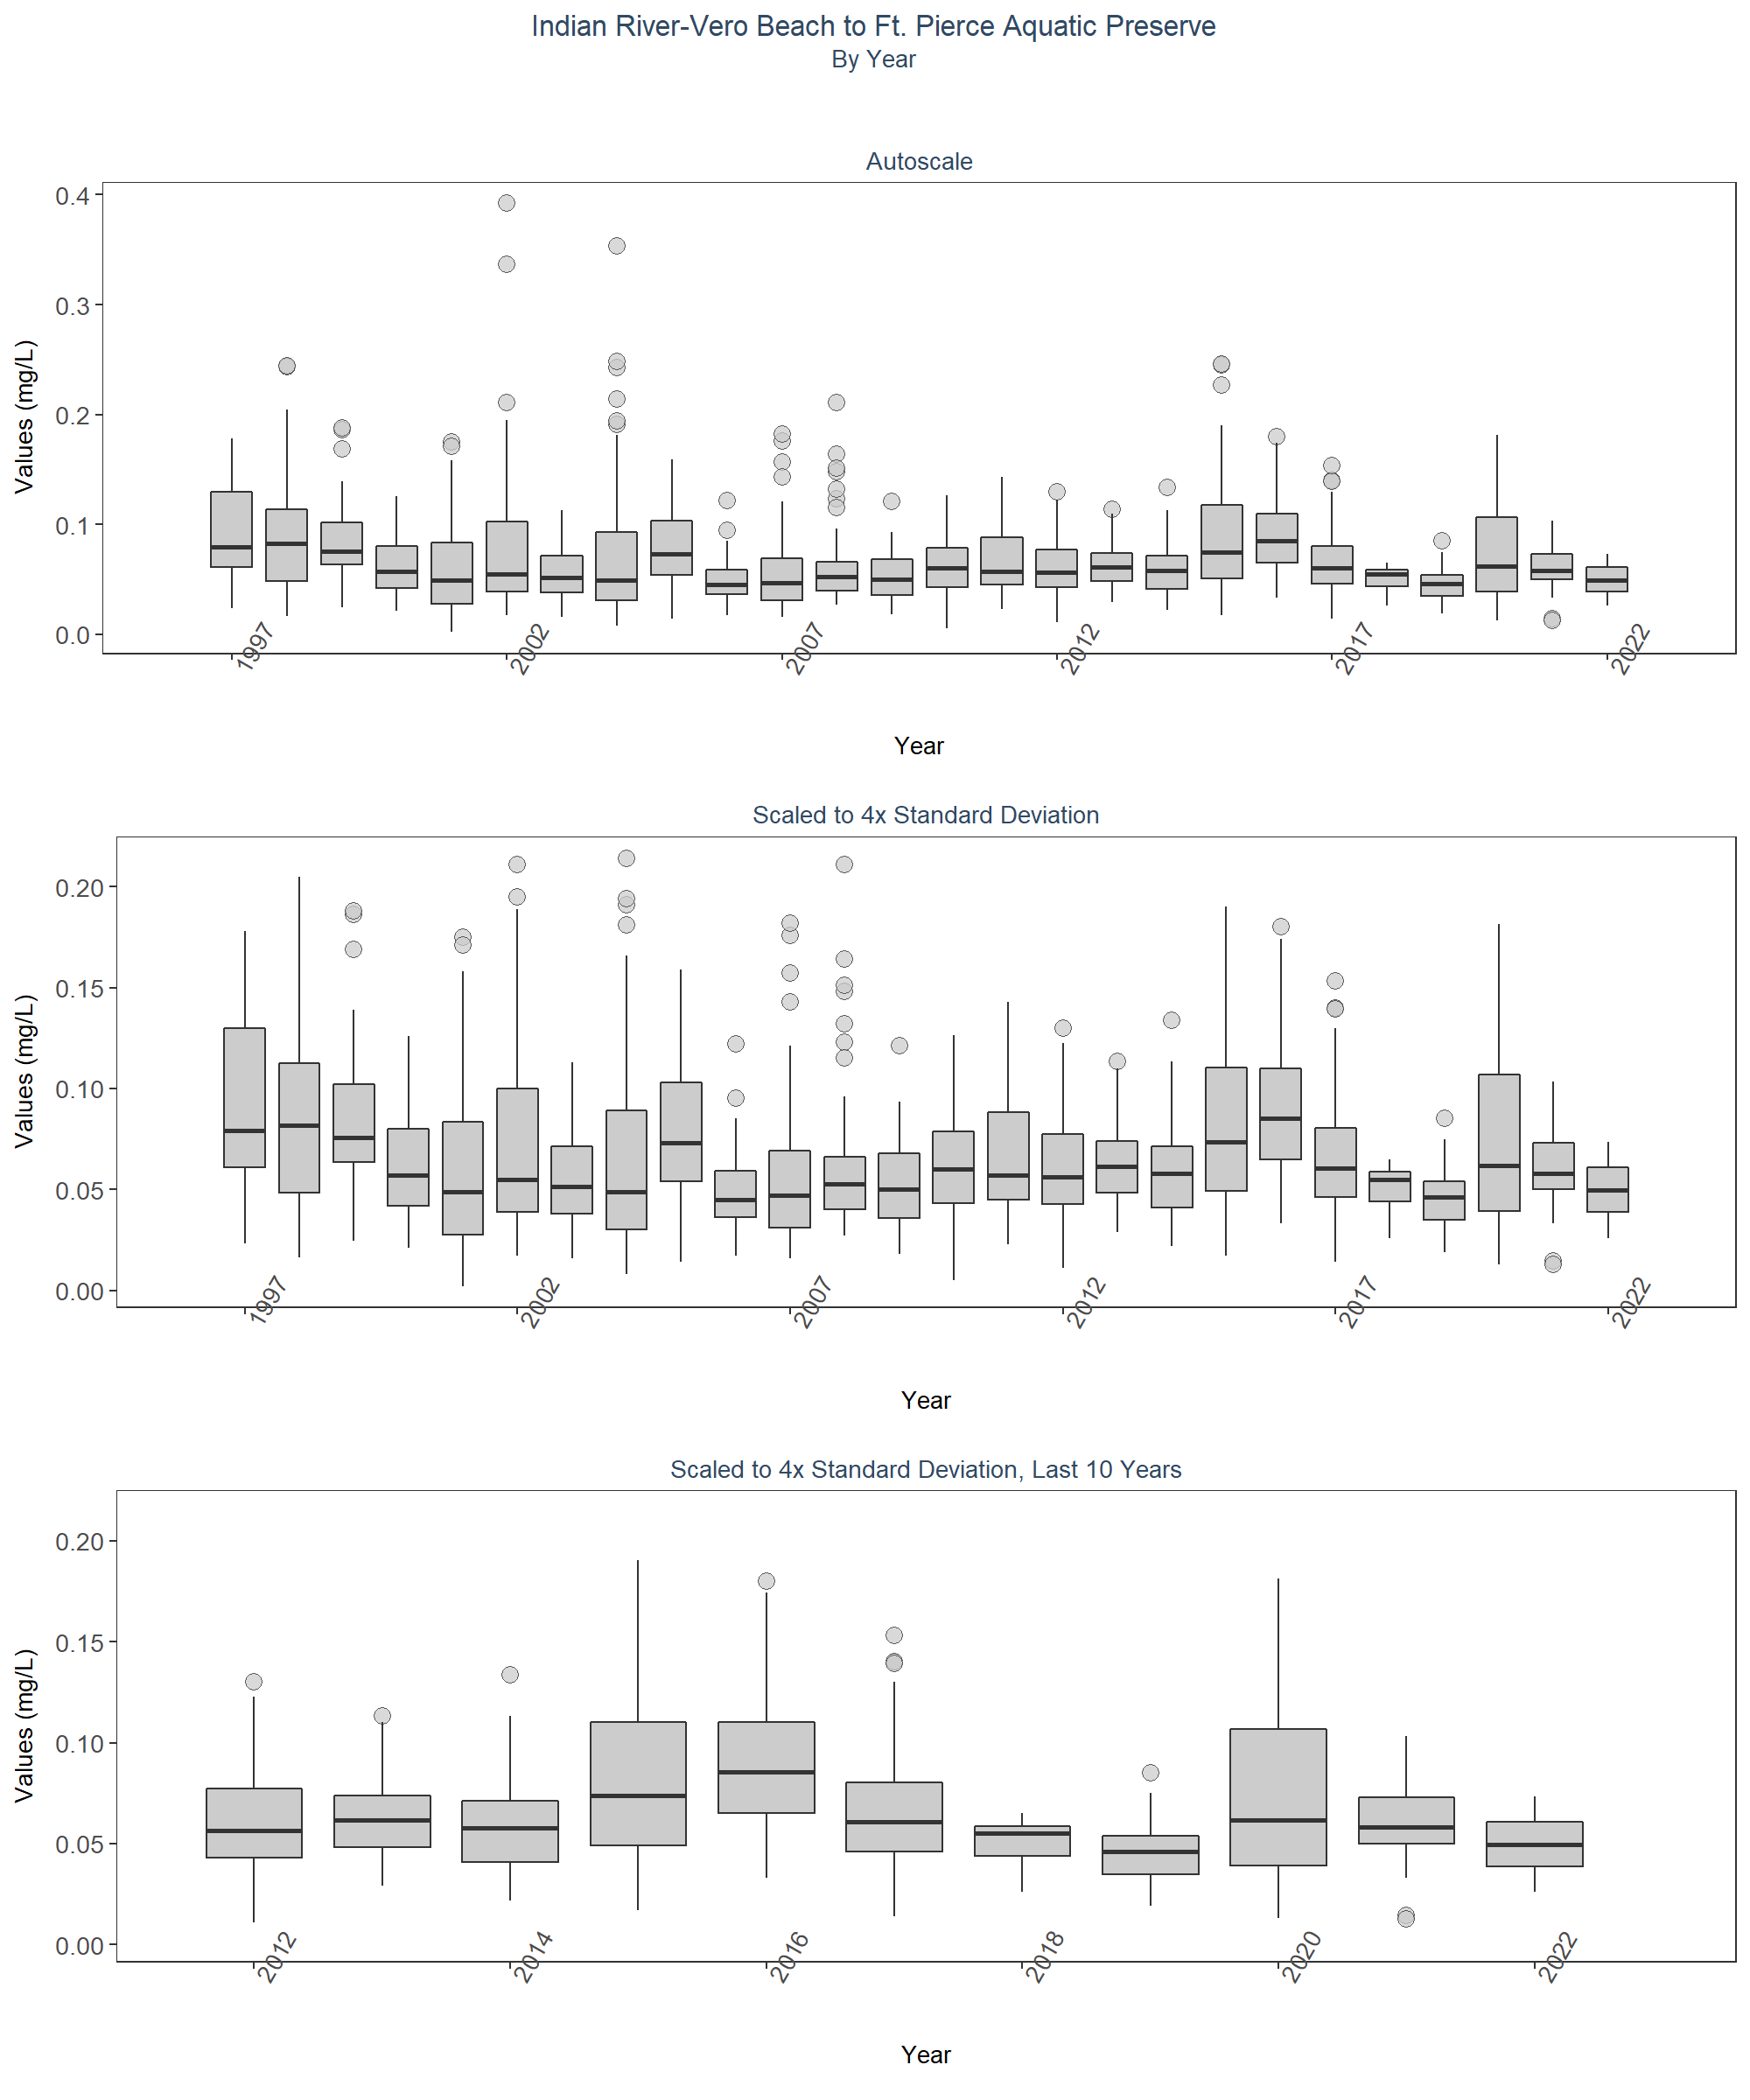 Indian River-Vero Beach to Ft. Pierce Aquatic Preserve
By Year
Autoscale
Values (mg/L)
0.4
0.3
0.2
0.1
0.0
1997 2002 2007 2012 2017 2022
Year
Scaled to 4x Standard Deviation
Values (mg/L)
0.20
0.15
0.10
0.05
0.00
1997 2002 2007 2012 2017 2022
Year
Scaled to 4x Standard Deviation, Last 10 Years
Values (mg/L)
0.20
0.15
0.10
0.05
0.00
2012 2014 2016 2018 2020 2022
Year